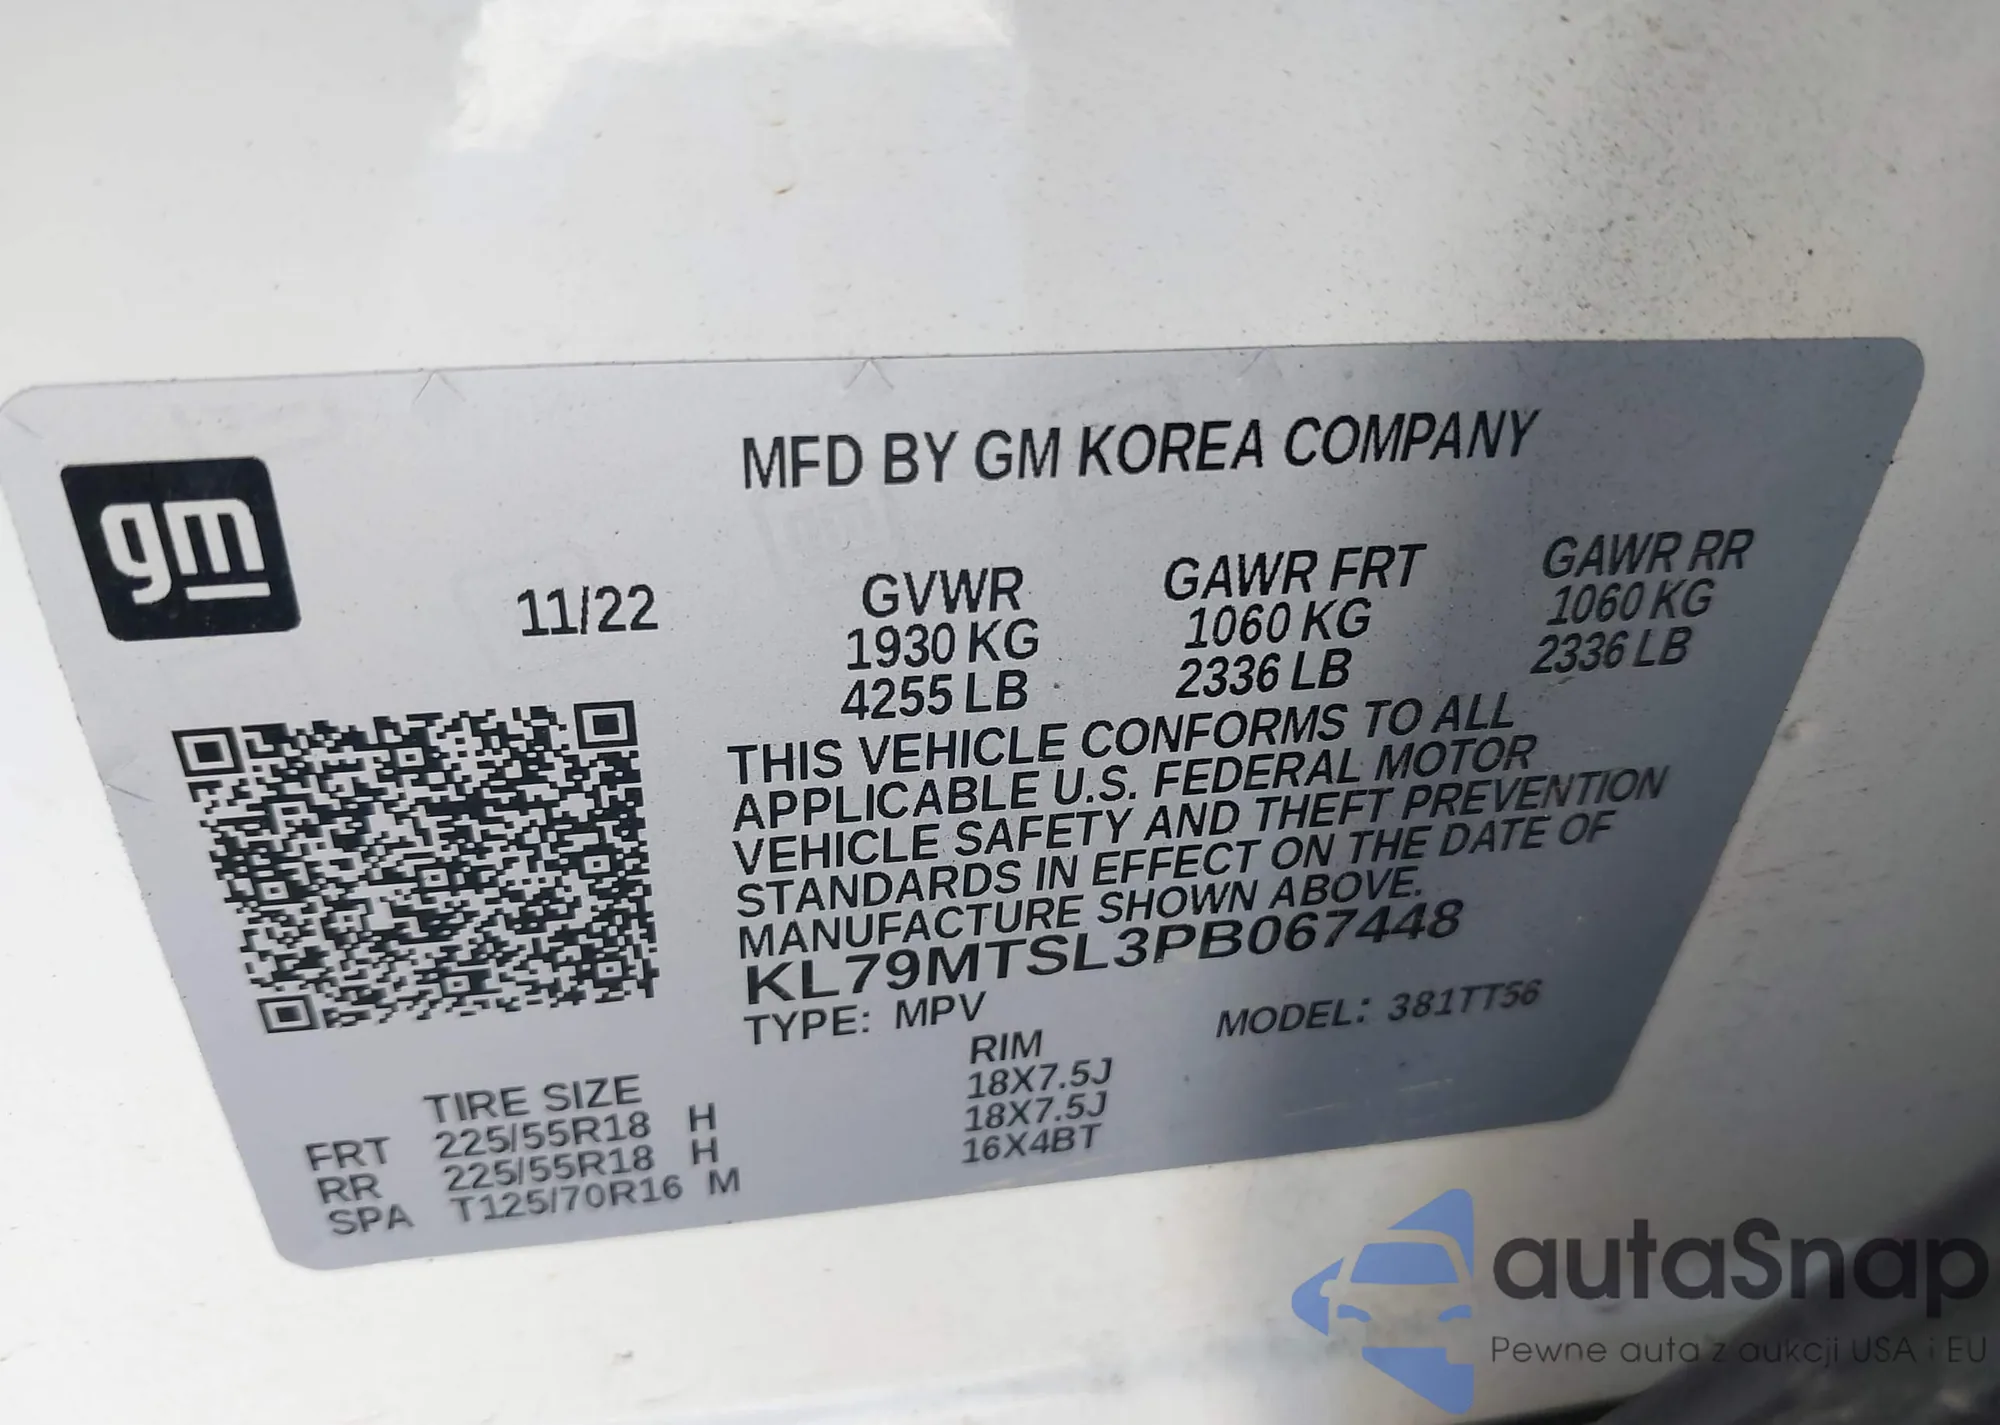 gm
MFD BY GM KOREA COMPANY
11/22
GVWR GAWR FRT GAWR RR
1930 KG 1060 KG 1060 KG
4255 LB 2336 LB 2336 LB
THIS VEHICLE CONFORMS TO ALL
APPLICABLE U.S. FEDERAL MOTOR
VEHICLE SAFETY AND THEFT PREVENTION
STANDARDS IN EFFECT ON THE DATE OF
MANUFACTURE SHOWN ABOVE.
KL79MTSL3PB067448
TYPE: MPV MODEL: 381TT56
TIRE SIZE RIM
FRT 225/55R18 H 18X7.5J
RR 225/55R18 H 18X7.5J
SPA T125/70R16 M 16X4BT
autaSnap
Pewne auta z aukcji USA i EU